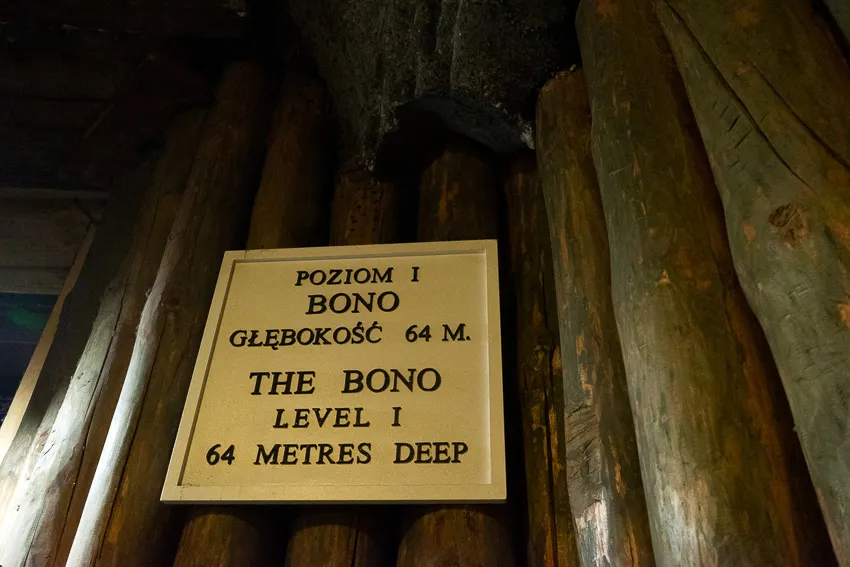 POZIOM I
BONO
GŁĘBOKOŚĆ 64 M.
THE BONO
LEVEL I
64 METRES DEEP